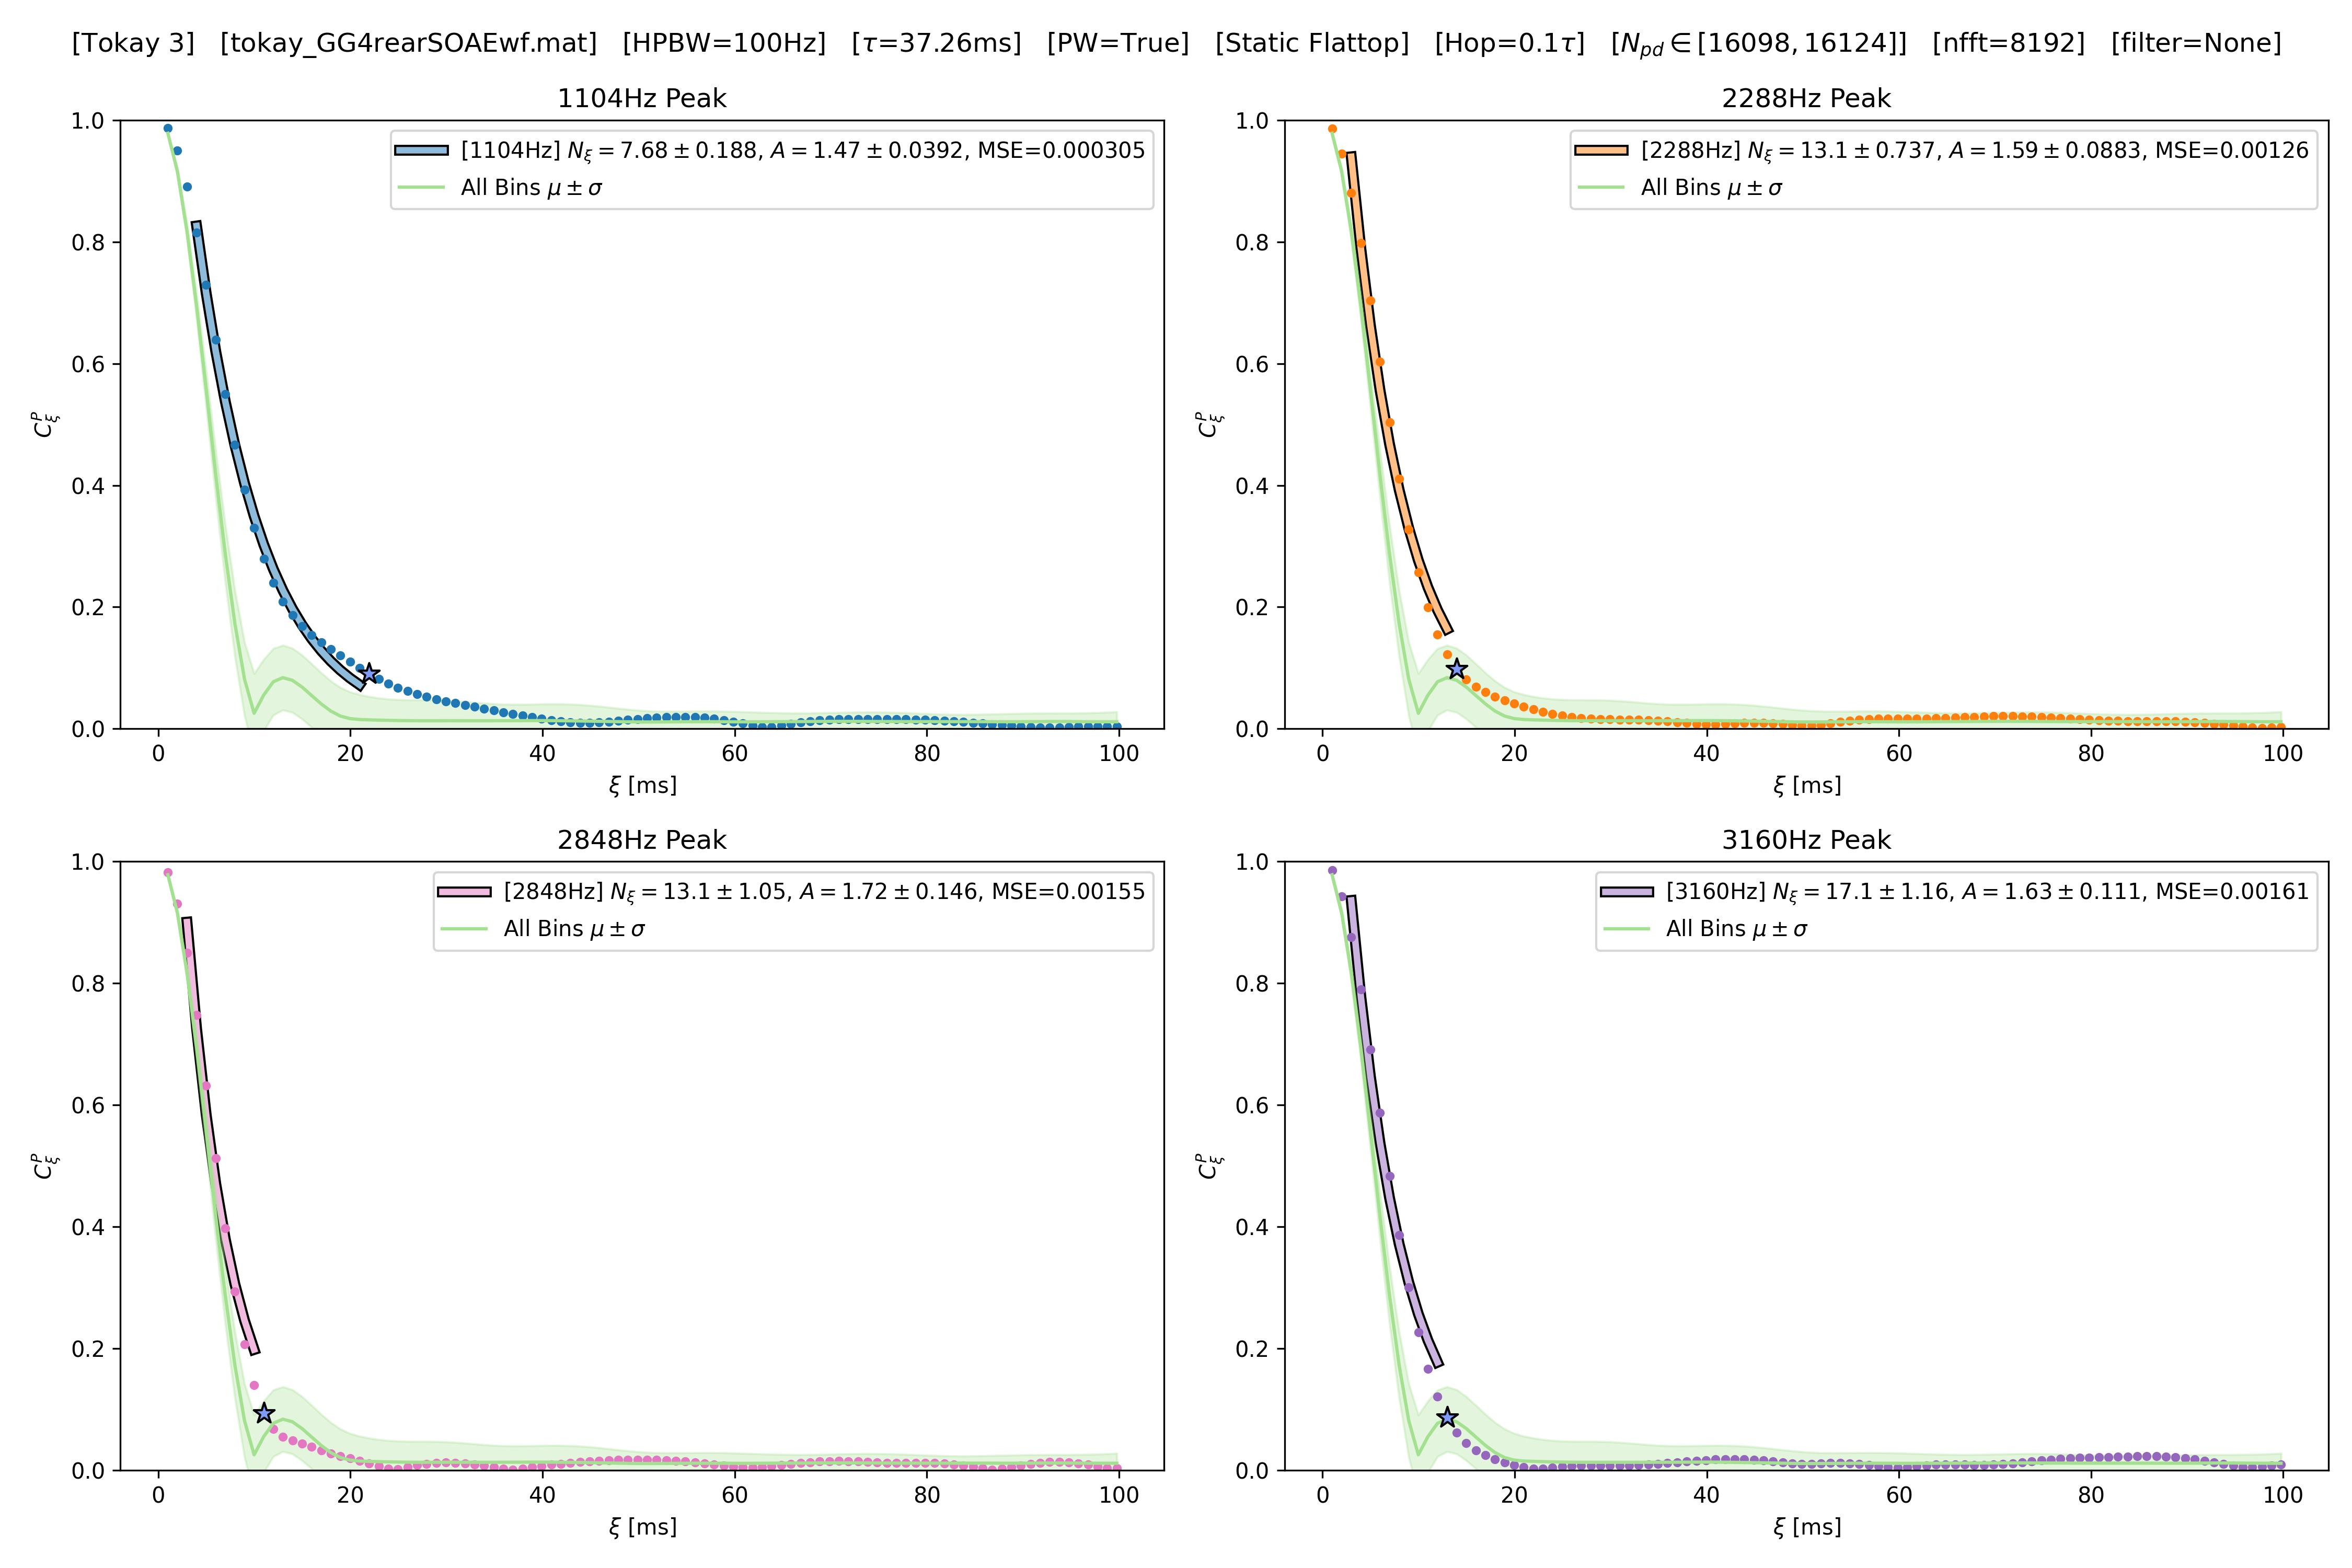 [Tokay 3] [tokay_GG4rearSOAEwf.mat] [HPBW=100Hz] [τ=37.26ms] [PW=True] [Static Flattop] [Hop=0.1τ] [N_pd ∈ [16098, 16124]] [nfft=8192] [filter=None]
1104Hz Peak
[1104Hz] N_ξ = 7.68 ± 0.188, A = 1.47 ± 0.0392, MSE=0.000305
All Bins μ ± σ
1.0
0.8
0.6
0.4
0.2
0.0
C_ξ^P
0 20 40 60 80 100
ξ [ms]
2288Hz Peak
[2288Hz] N_ξ = 13.1 ± 0.737, A = 1.59 ± 0.0883, MSE=0.00126
All Bins μ ± σ
1.0
0.8
0.6
0.4
0.2
0.0
C_ξ^P
0 20 40 60 80 100
ξ [ms]
2848Hz Peak
[2848Hz] N_ξ = 13.1 ± 1.05, A = 1.72 ± 0.146, MSE=0.00155
All Bins μ ± σ
1.0
0.8
0.6
0.4
0.2
0.0
C_ξ^P
0 20 40 60 80 100
ξ [ms]
3160Hz Peak
[3160Hz] N_ξ = 17.1 ± 1.16, A = 1.63 ± 0.111, MSE=0.00161
All Bins μ ± σ
1.0
0.8
0.6
0.4
0.2
0.0
C_ξ^P
0 20 40 60 80 100
ξ [ms]